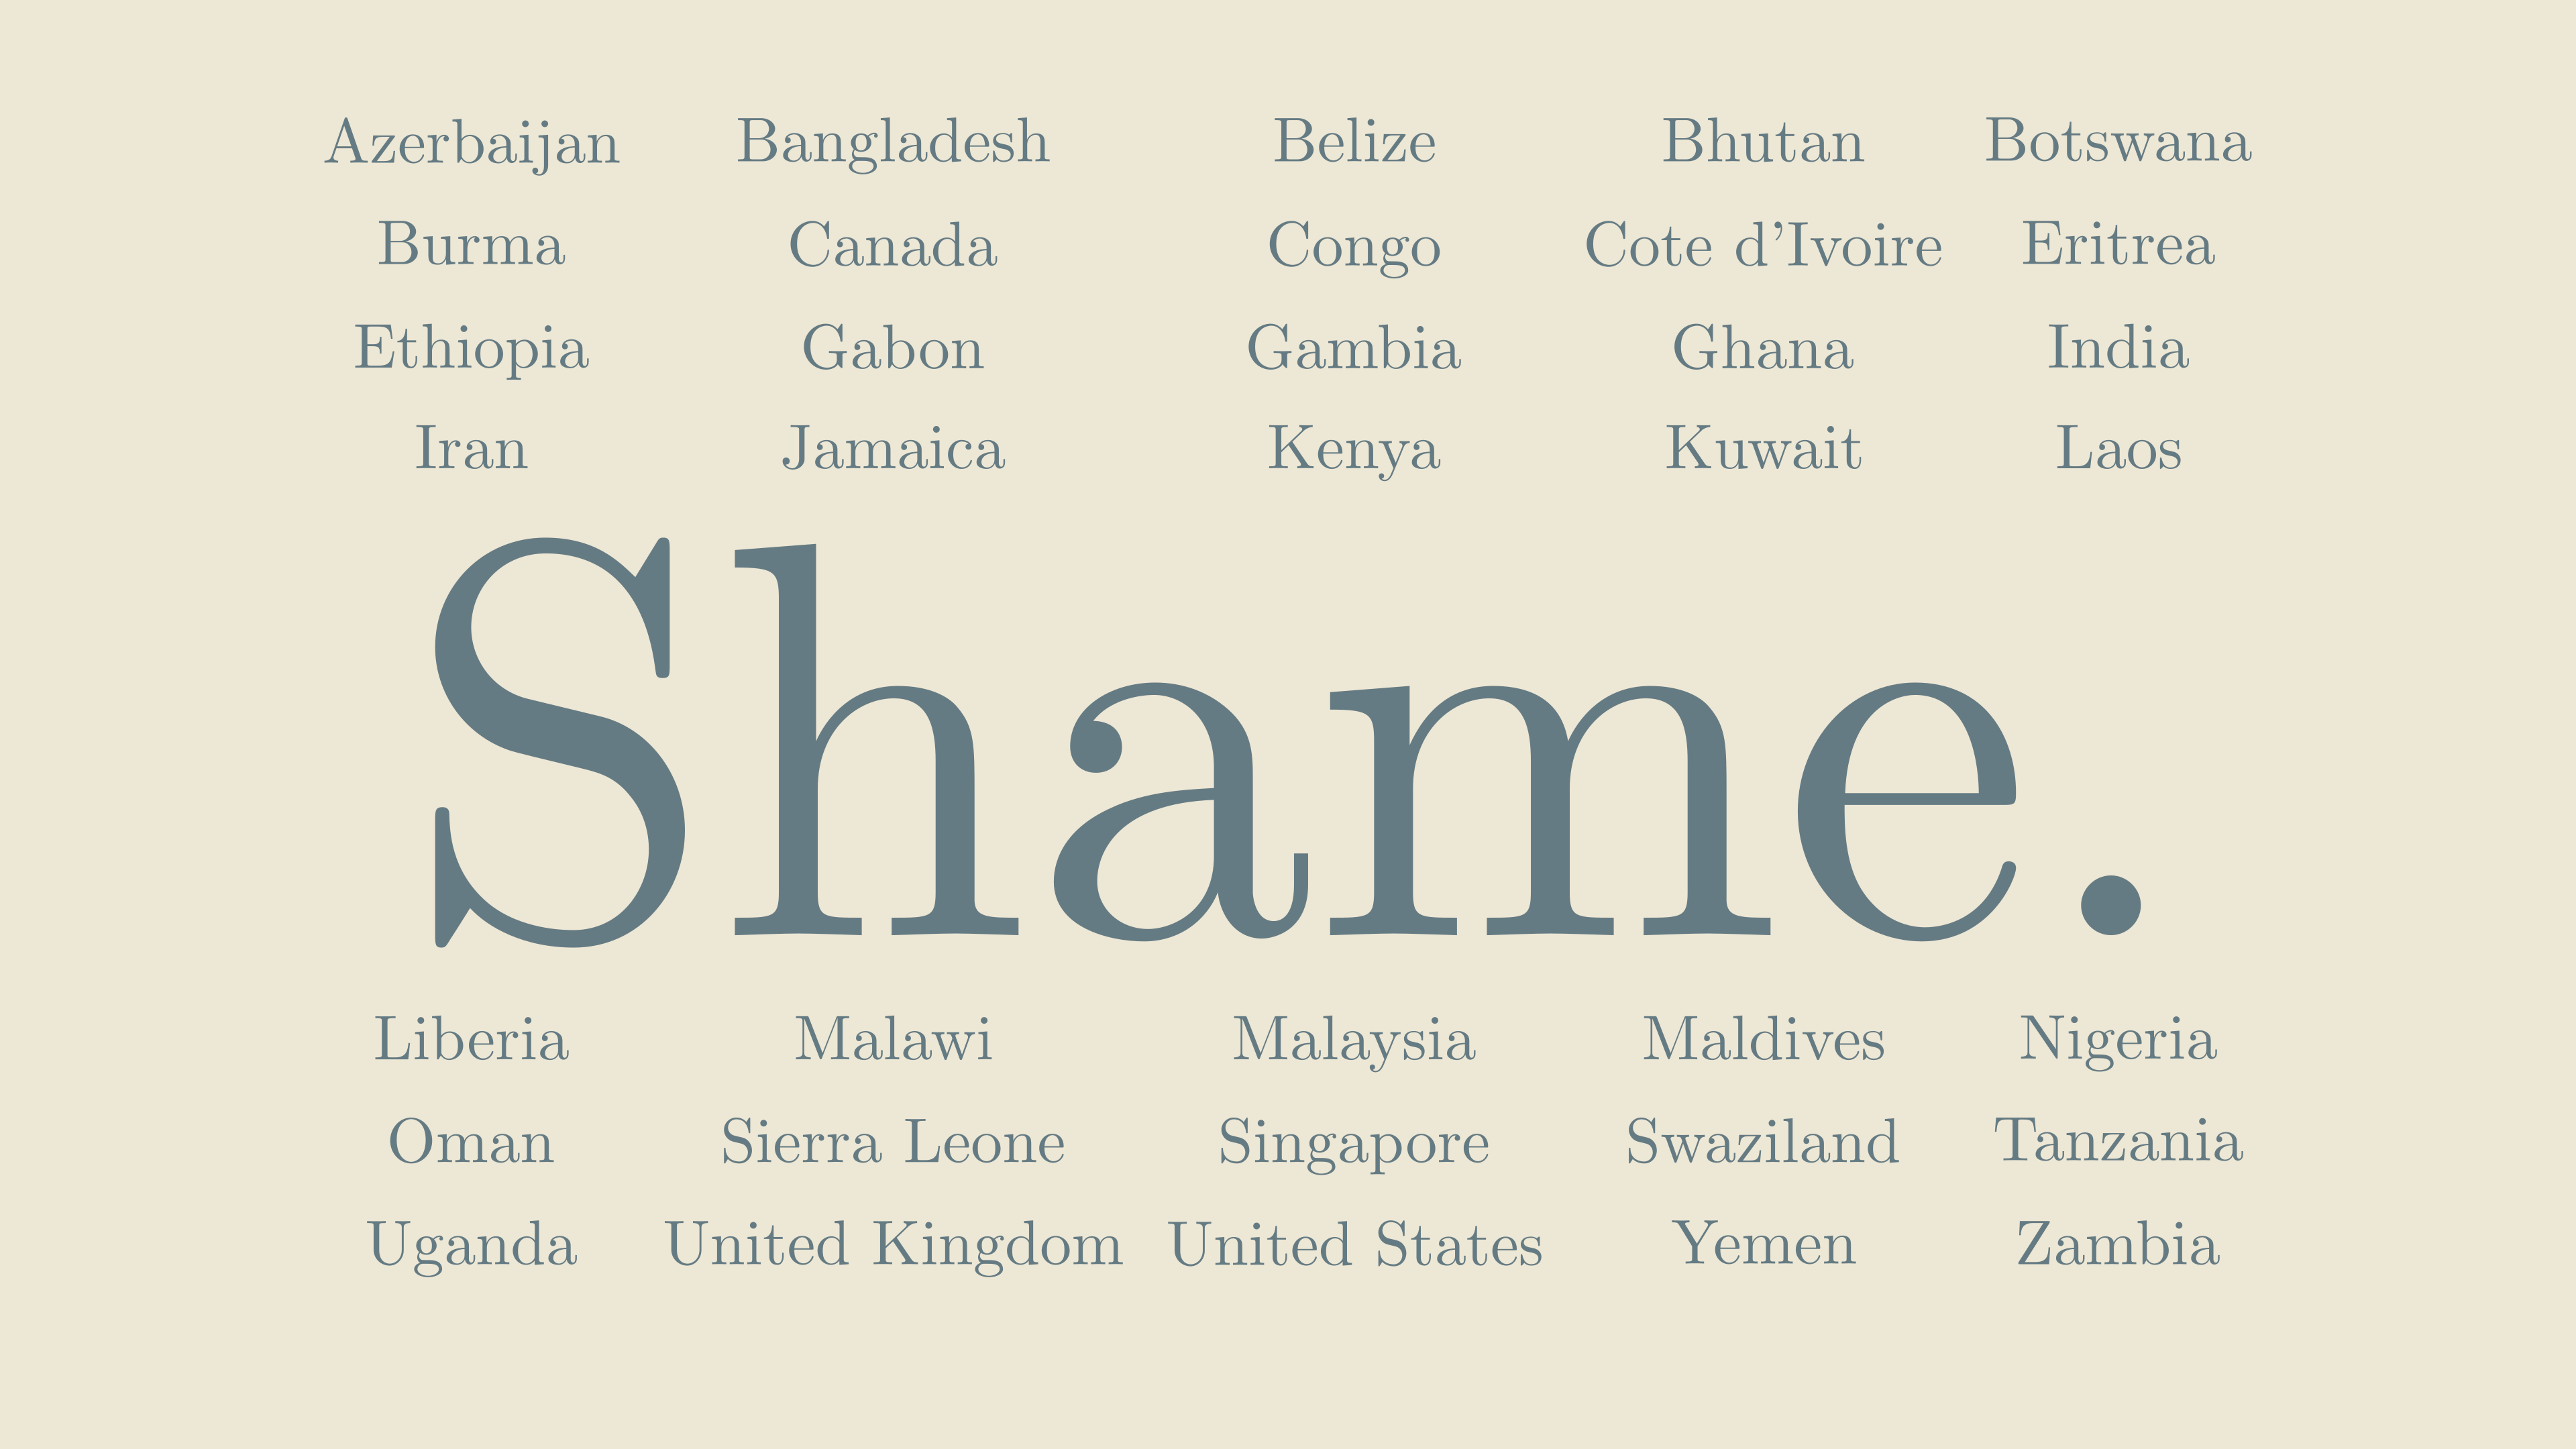 Azerbaijan Bangladesh Belize Bhutan Botswana
Burma Canada Congo Cote d'Ivoire Eritrea
Ethiopia Gabon Gambia Ghana India
Iran Jamaica Kenya Kuwait Laos
Shame.
Liberia Malawi Malaysia Maldives Nigeria
Oman Sierra Leone Singapore Swaziland Tanzania
Uganda United Kingdom United States Yemen Zambia